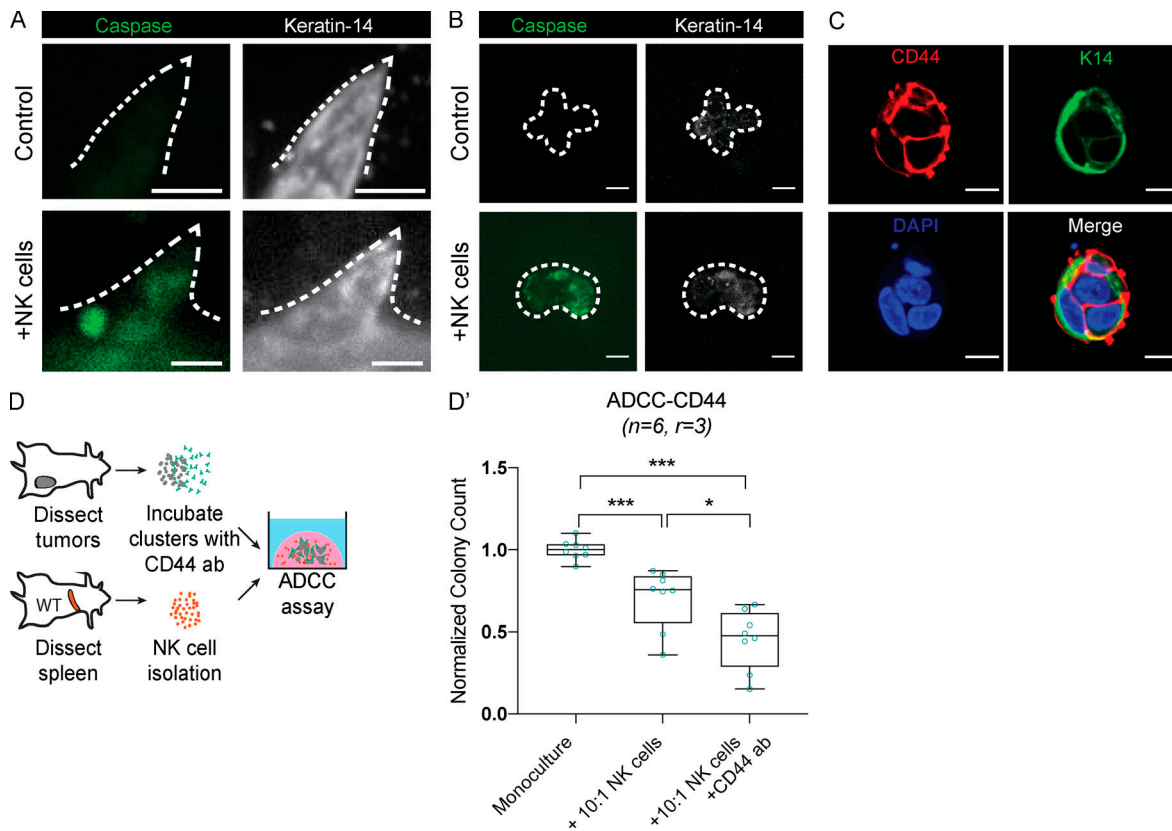 A
Caspase
Keratin-14
Control
+NK cells
B
Caspase
Keratin-14
Control
+NK cells
C
CD44
K14
DAPI
Merge
D
Dissect
tumors
Incubate
clusters with
CD44 ab
WT
Dissect
spleen
NK cell
isolation
ADCC
assay
D'
ADCC-CD44
(n=6, r=3)
Normalized Colony Count
1.5
1.0
0.5
0.0
***
***
*
Monoculture
+ 10:1 NK cells
+10:1 NK cells
+CD44 ab